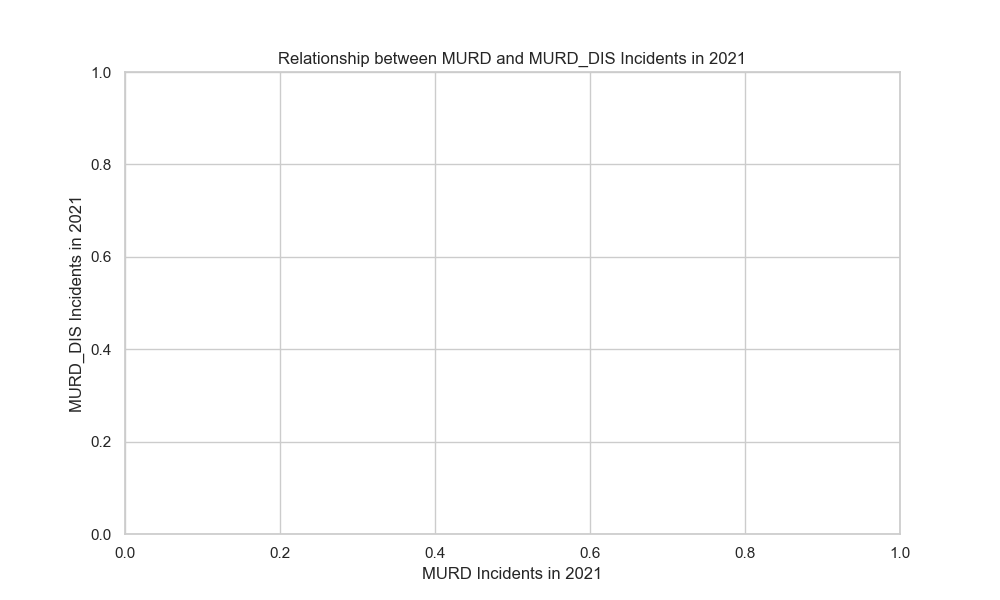 Relationship between MURD and MURD_DIS Incidents in 2021
1.0
0.8
0.6
0.4
0.2
0.0
MURD_DIS Incidents in 2021
0.0 0.2 0.4 0.6 0.8 1.0
MURD Incidents in 2021